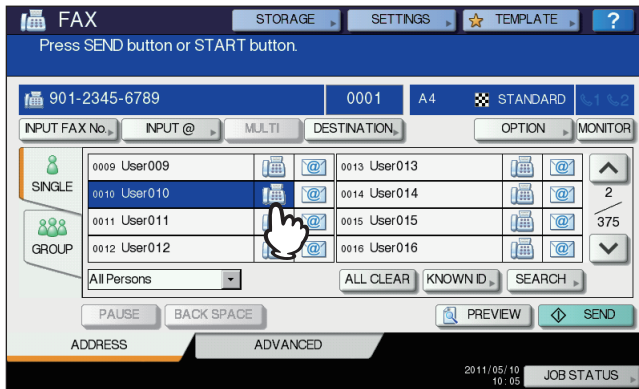 FAX STORAGE SETTINGS TEMPLATE ?
Press SEND button or START button.
901-2345-6789 0001 A4 STANDARD 1 2
INPUT FAX No. INPUT @ MULTI DESTINATION OPTION MONITOR
SINGLE
GROUP
0009 User009 @ 0013 User013 @
0010 User010 @ 0014 User014 @
0011 User011 @ 0015 User015 @
0012 User012 @ 0016 User016 @
2
375
All Persons ALL CLEAR KNOWN ID SEARCH
PAUSE BACK SPACE PREVIEW SEND
ADDRESS ADVANCED
2011/05/10
10:05
JOB STATUS